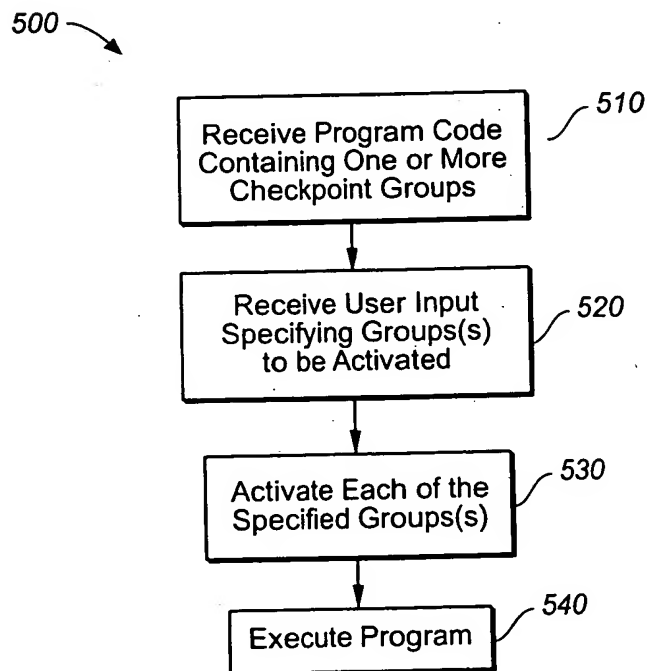 500
510
Receive Program Code
Containing One or More
Checkpoint Groups
520
Receive User Input
Specifying Groups(s)
to be Activated
530
Activate Each of the
Specified Groups(s)
540
Execute Program